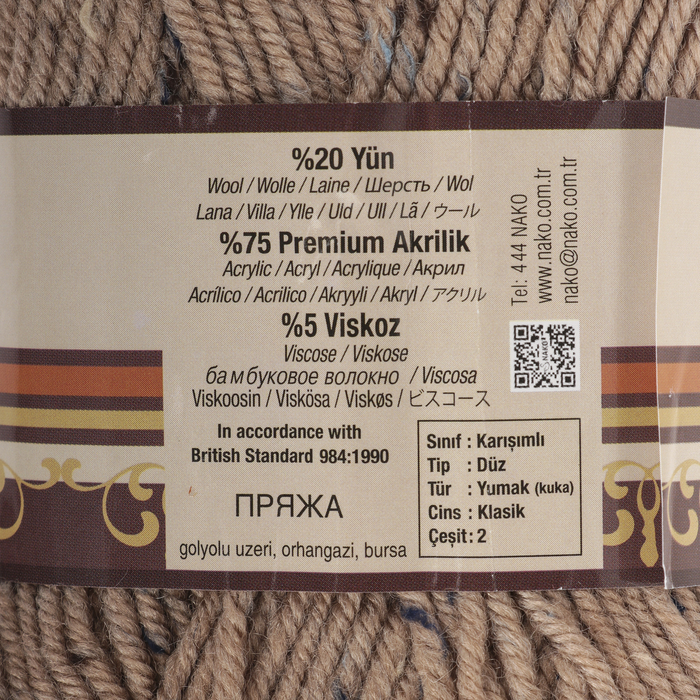 %20 Yün
Wool / Wolle / Laine / Шерсть / Wol
Lana / Villa / Ylle / Uld / Ull / Lã / ウール
%75 Premium Akrilik
Acrylic / Acryl / Acrylique / Акрил
Acrílico / Acrilico / Akryyli / Akryl / アクリル
%5 Viskoz
Viscose / Viskose
бамбуковое волокно / Viscosa
Viskoosin / Viskösa / Viskøs / ビスコース
In accordance with
British Standard 984:1990
ПРЯЖА
golyolu uzeri, orhangazi, bursa
Tel: 4 44 NAKO
www.nako.com.tr
nako@nako.com.tr
NAKO
Sınıf : Karışımlı
Tip : Düz
Tür : Yumak (kuka)
Cins : Klasik
Çeşit: 2